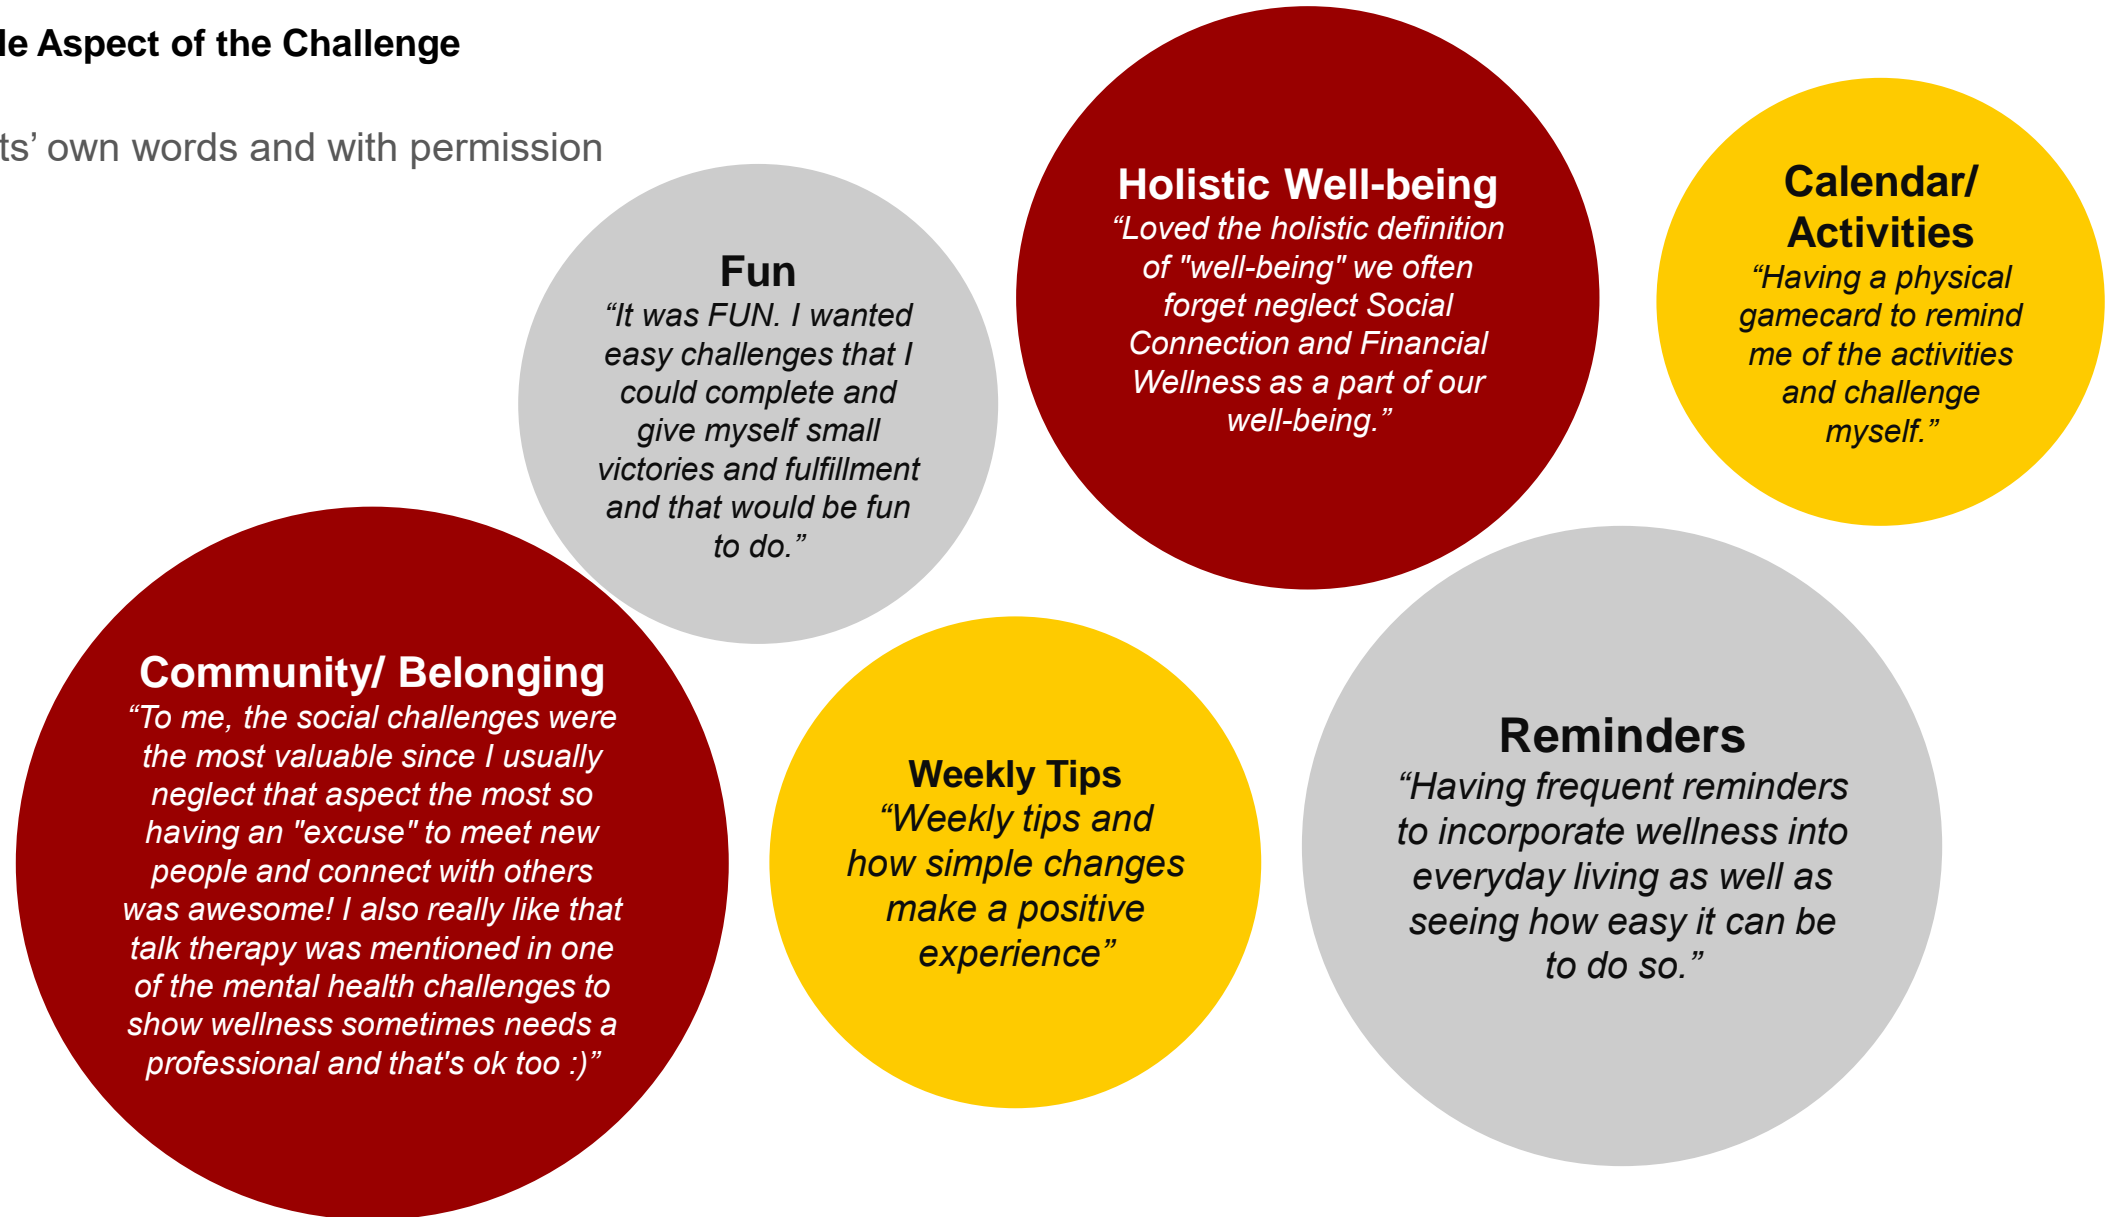 le Aspect of the Challenge
ts’ own words and with permission
Fun
“It was FUN. I wanted
easy challenges that I
could complete and
give myself small
victories and fulfillment
and that would be fun
to do.”
Holistic Well-being
“Loved the holistic definition
of "well-being" we often
forget neglect Social
Connection and Financial
Wellness as a part of our
well-being.”
Calendar/
Activities
“Having a physical
gamecard to remind
me of the activities
and challenge
myself.”
Community/ Belonging
“To me, the social challenges were
the most valuable since I usually
neglect that aspect the most so
having an "excuse" to meet new
people and connect with others
was awesome! I also really like that
talk therapy was mentioned in one
of the mental health challenges to
show wellness sometimes needs a
professional and that's ok too :)”
Weekly Tips
“Weekly tips and
how simple changes
make a positive
experience”
Reminders
“Having frequent reminders
to incorporate wellness into
everyday living as well as
seeing how easy it can be
to do so.”